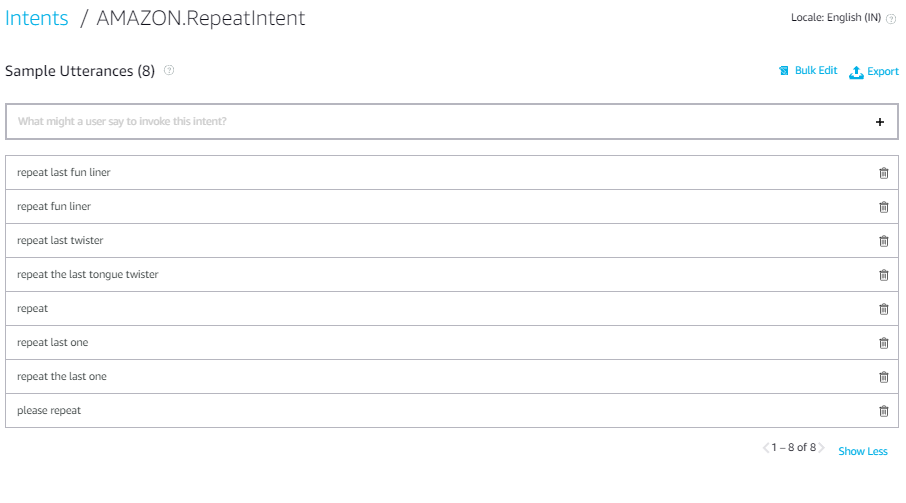 Intents / AMAZON.RepeatIntent
Locale: English (IN) ?
Sample Utterances (8) ?
Bulk Edit
Export
What might a user say to invoke this intent?
+
repeat last fun liner
repeat fun liner
repeat last twister
repeat the last tongue twister
repeat
repeat last one
repeat the last one
please repeat
< 1 – 8 of 8 >
Show Less